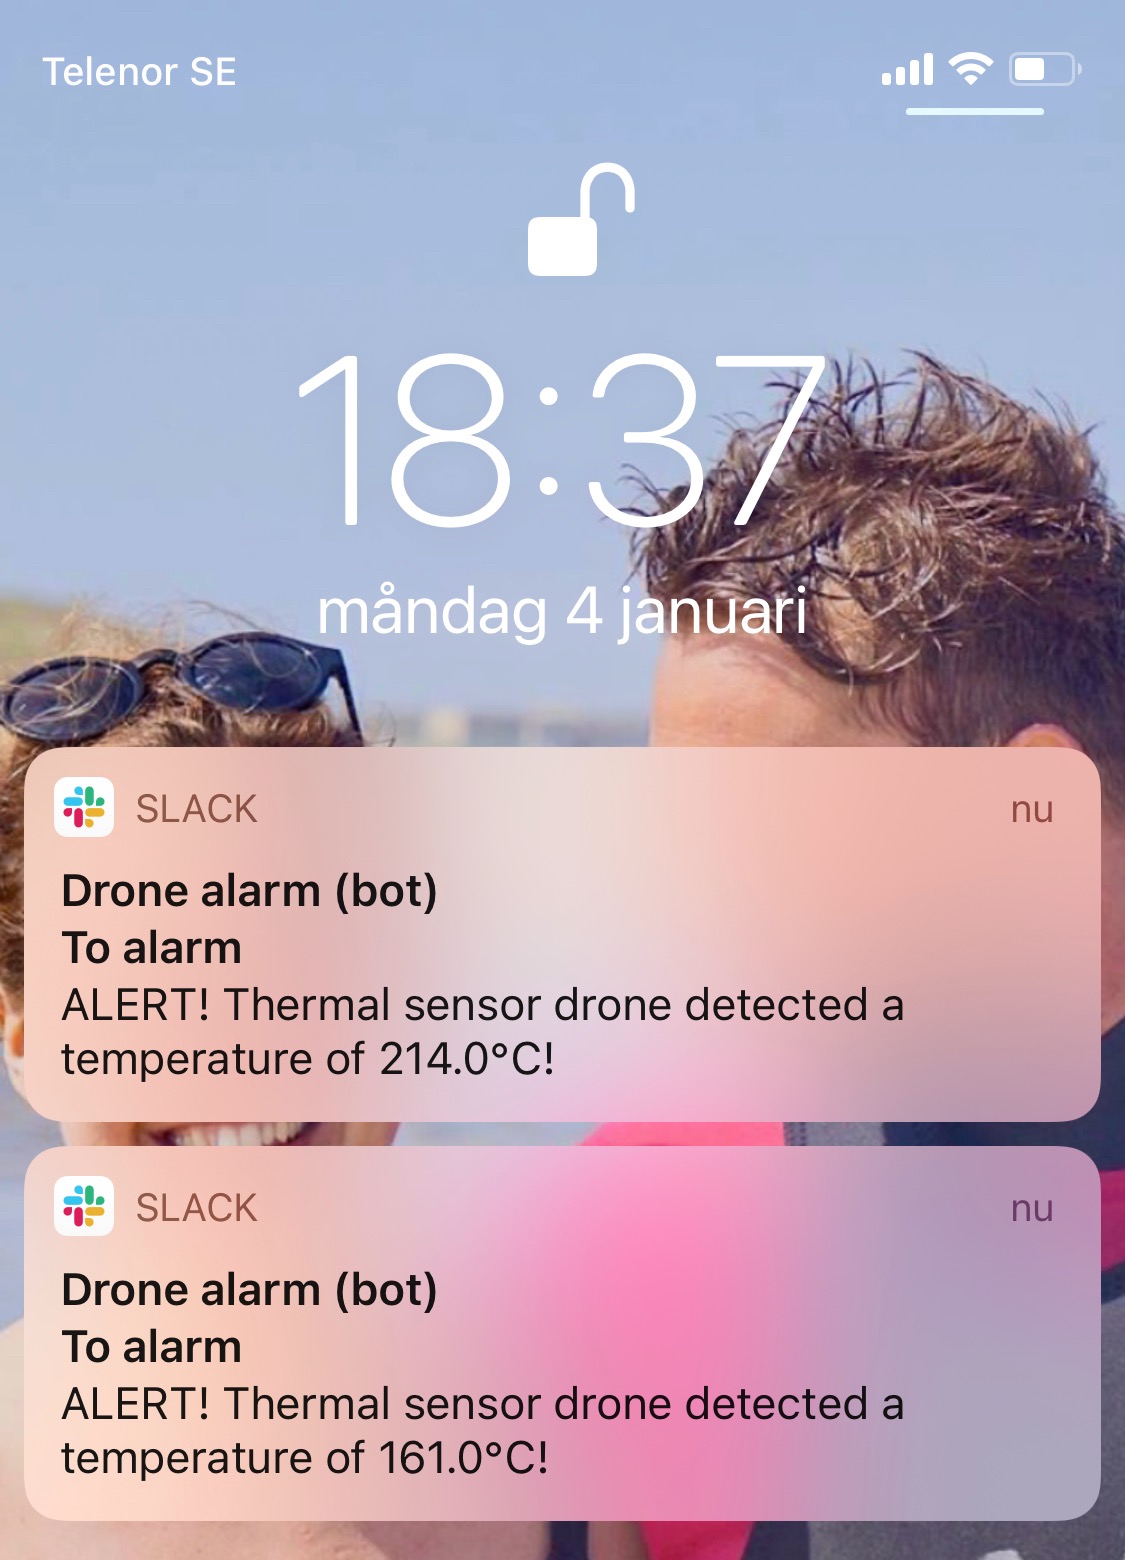 Telenor SE
18:37
måndag 4 januari
SLACK nu
Drone alarm (bot)
To alarm
ALERT! Thermal sensor drone detected a
temperature of 214.0°C!
SLACK nu
Drone alarm (bot)
To alarm
ALERT! Thermal sensor drone detected a
temperature of 161.0°C!